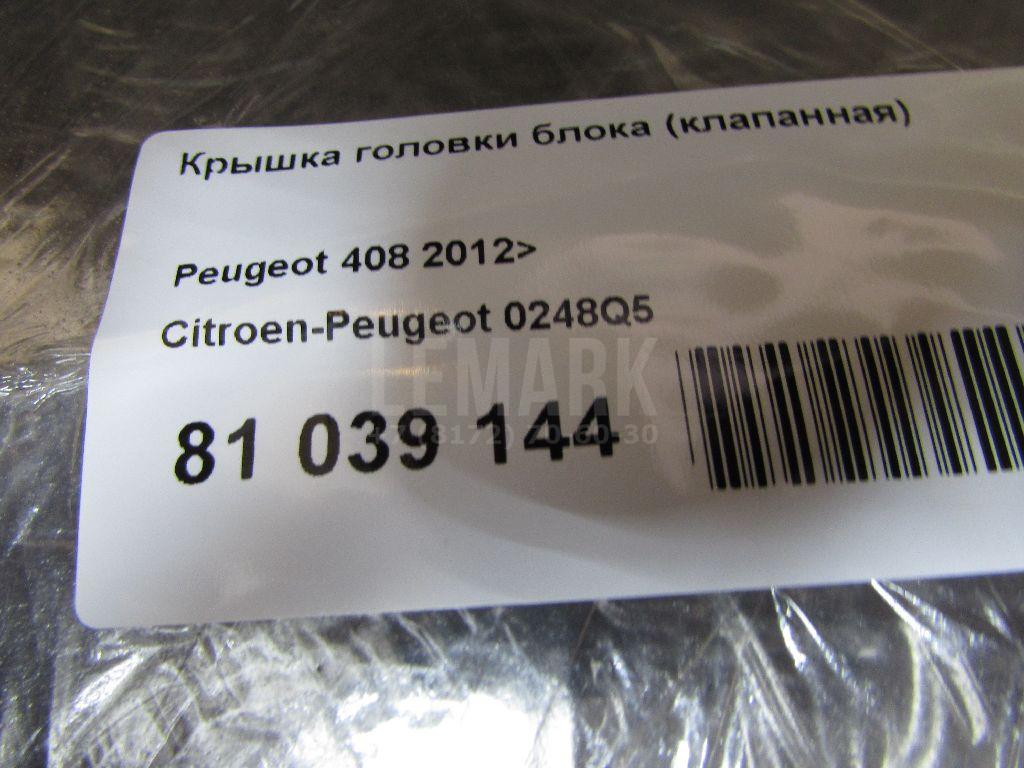 Крышка головки блока (клапанная)
Peugeot 408 2012>
Citroen-Peugeot 0248Q5
LEMARK
81 039 144